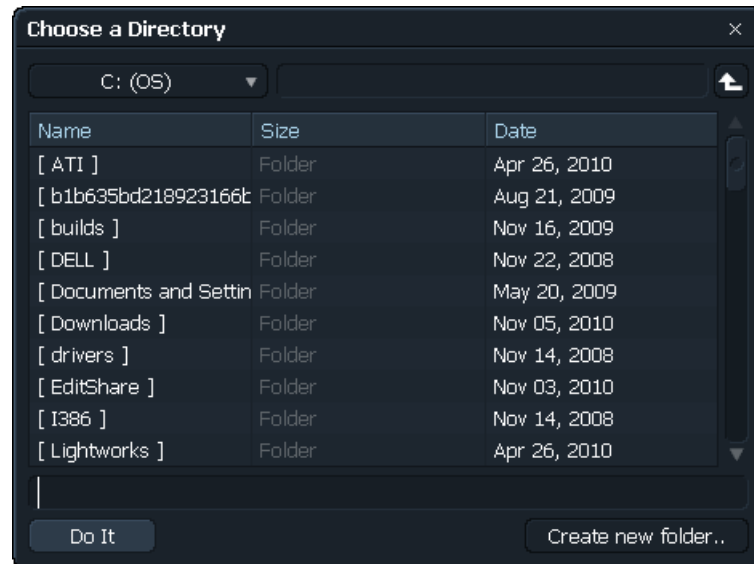 Choose a Directory
C: (OS)
Name Size Date
[ ATI ] Folder Apr 26, 2010
[ b1b635bd218923166b Folder Aug 21, 2009
[ builds ] Folder Nov 16, 2009
[ DELL ] Folder Nov 22, 2008
[ Documents and Settin Folder May 20, 2009
[ Downloads ] Folder Nov 05, 2010
[ drivers ] Folder Nov 14, 2008
[ EditShare ] Folder Nov 03, 2010
[ I386 ] Folder Nov 14, 2008
[ Lightworks ] Folder Apr 26, 2010
Do It Create new folder..